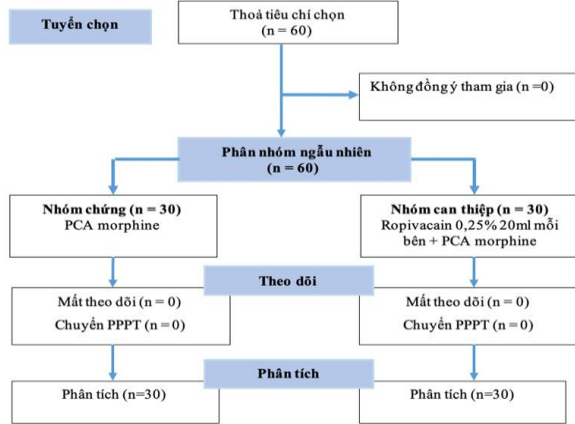 Tuyển chọn
Thoả tiêu chí chọn
(n = 60)
Không đồng ý tham gia (n =0)
Phân nhóm ngẫu nhiên
(n = 60)
Nhóm chứng (n = 30)
PCA morphine
Nhóm can thiệp (n = 30)
Ropivacain 0,25% 20ml mỗi
bên + PCA morphine
Theo dõi
Mất theo dõi (n = 0)
Chuyển PPPT (n = 0)
Mất theo dõi (n = 0)
Chuyển PPPT (n = 0)
Phân tích
Phân tích (n=30)
Phân tích (n=30)